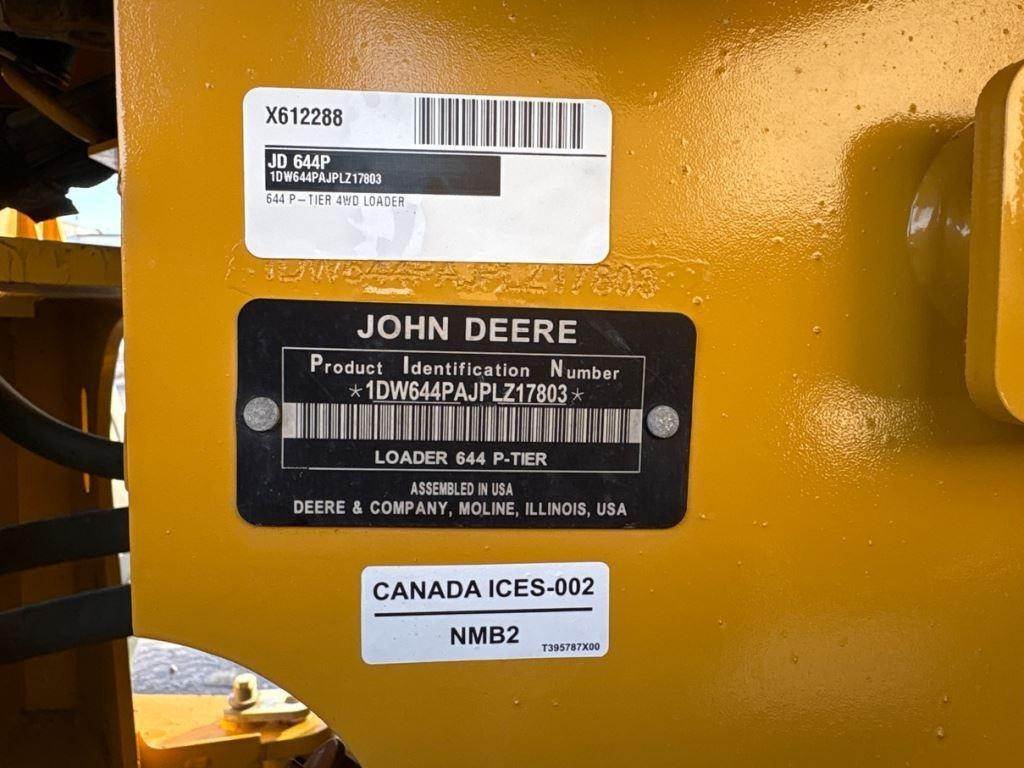 X612288
JD 644P
1DW644PAJPLZ17803
644 P-TIER 4WD LOADER
1DW644PAJPLZ17803
JOHN DEERE
Product Identification Number
*1DW644PAJPLZ17803*
LOADER 644 P-TIER
ASSEMBLED IN USA
DEERE & COMPANY, MOLINE, ILLINOIS, USA
CANADA ICES-002
NMB2
T395787X00